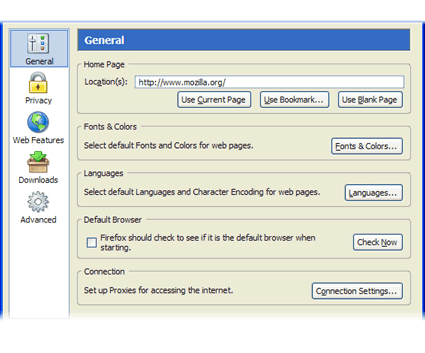 General
General
Privacy
Web Features
Downloads
Advanced
Home Page
Location(s): http://www.mozilla.org/
Use Current Page Use Bookmark... Use Blank Page
Fonts & Colors
Select default Fonts and Colors for web pages. Fonts & Colors...
Languages
Select default Languages and Character Encoding for web pages. Languages...
Default Browser
Firefox should check to see if it is the default browser when
starting.
Check Now
Connection
Set up Proxies for accessing the internet. Connection Settings...